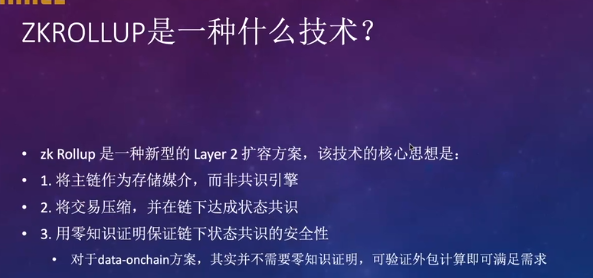 ZKROLLUP是一种什么技术？
• zk Rollup 是一种新型的 Layer 2 扩容方案，该技术的核心思想是：
• 1. 将主链作为存储媒介，而非共识引擎
• 2. 将交易压缩，并在链下达成状态共识
• 3. 用零知识证明保证链下状态共识的安全性
• 对于data-onchain方案，其实并不需要零知识证明，可验证外包计算即可满足需求